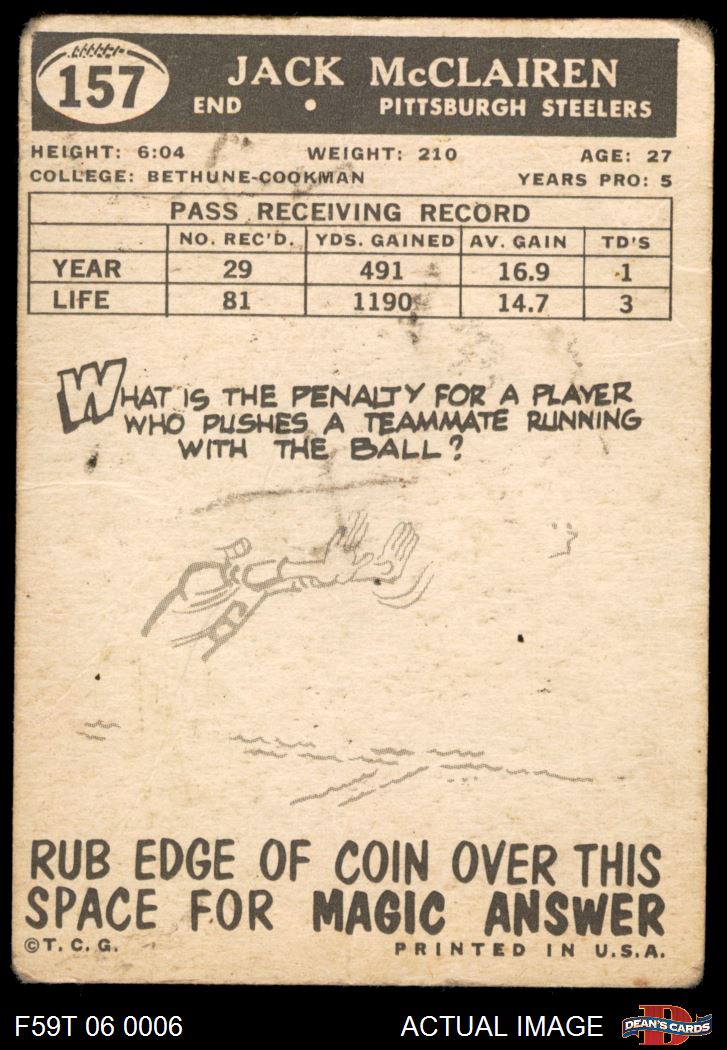 157
JACK McCLAIREN
END • PITTSBURGH STEELERS
HEIGHT: 6:04 WEIGHT: 210 AGE: 27
COLLEGE: BETHUNE-COOKMAN YEARS PRO: 5
PASS RECEIVING RECORD
NO. REC'D. YDS. GAINED AV. GAIN TD'S
YEAR 29 491 16.9 1
LIFE 81 1190 14.7 3
WHAT IS THE PENALTY FOR A PLAYER
WHO PUSHES A TEAMMATE RUNNING
WITH THE BALL?
RUB EDGE OF COIN OVER THIS
SPACE FOR MAGIC ANSWER
©T. C. G. PRINTED IN U.S.A.
F59T 06 0006 ACTUAL IMAGE DEAN'S CARDS